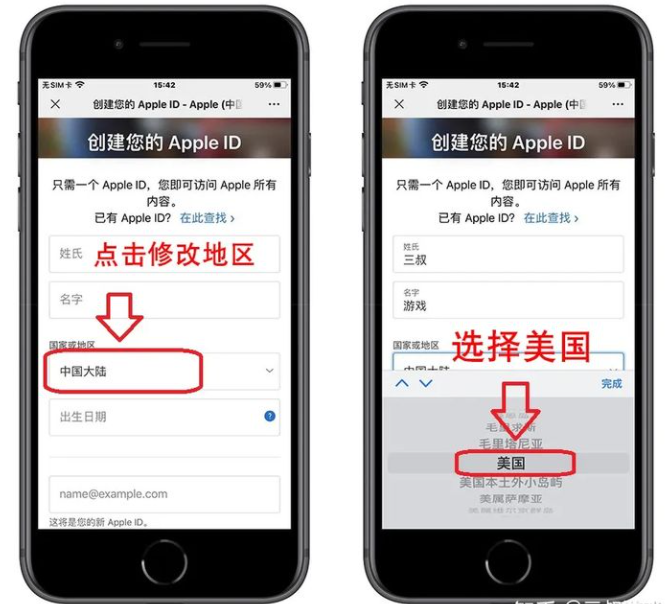 无SIM卡 15:42 59%
创建您的 Apple ID - Apple (中国
创建您的 Apple ID
只需一个 Apple ID，您即可访问 Apple 所有
内容。
已有 Apple ID？ 在此查找 >
姓氏
点击修改地区
名字
国家或地区
中国大陆
出生日期
?
name@example.com
这将是您的新 Apple ID。
无SIM卡 15:42 59%
创建您的 Apple ID - Apple (中国
创建您的 Apple ID
只需一个 Apple ID，您即可访问 Apple 所有
内容。
已有 Apple ID？ 在此查找 >
姓氏
三叔
名字
游戏
国家或地区
选择美国
中国大陆
完成
毛里求斯
毛里塔尼亚
美国
美国本土外小岛屿
美属萨摩亚